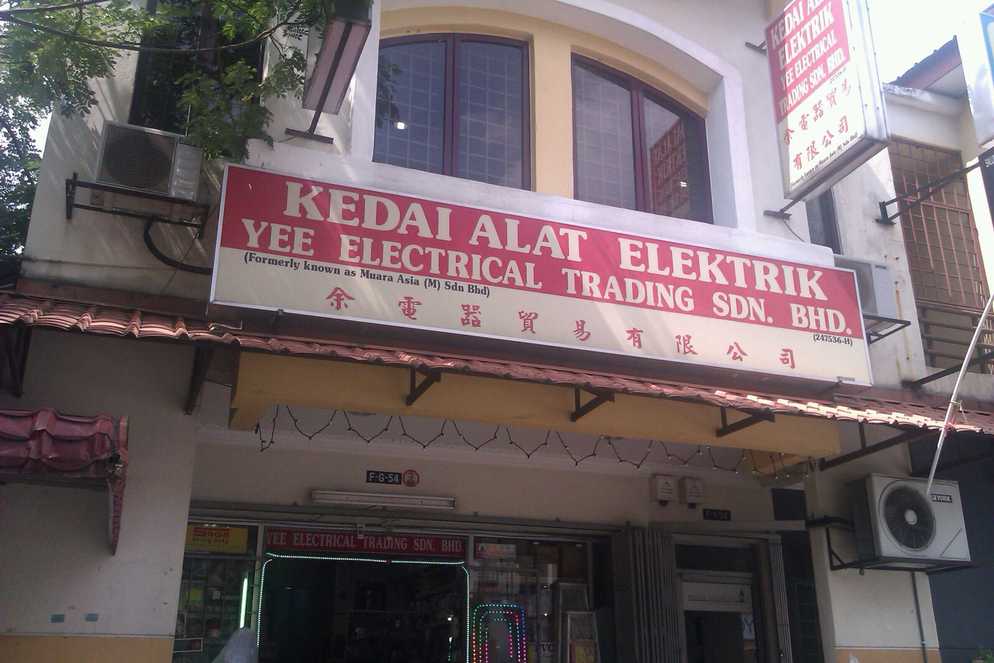 KEDAI ALAT ELEKTRIK
YEE ELECTRICAL TRADING SDN. BHD.
(Formerly known as Muara Asia (M) Sdn Bhd)
(247536-H)
余電器貿易有限公司
KEDAI ALAT
ELEKTRIK
YEE ELECTRICAL
TRADING SDN. BHD.
余電器貿易
有限公司
F-G-54
YEE ELECTRICAL TRADING SDN. BHD.
YORK